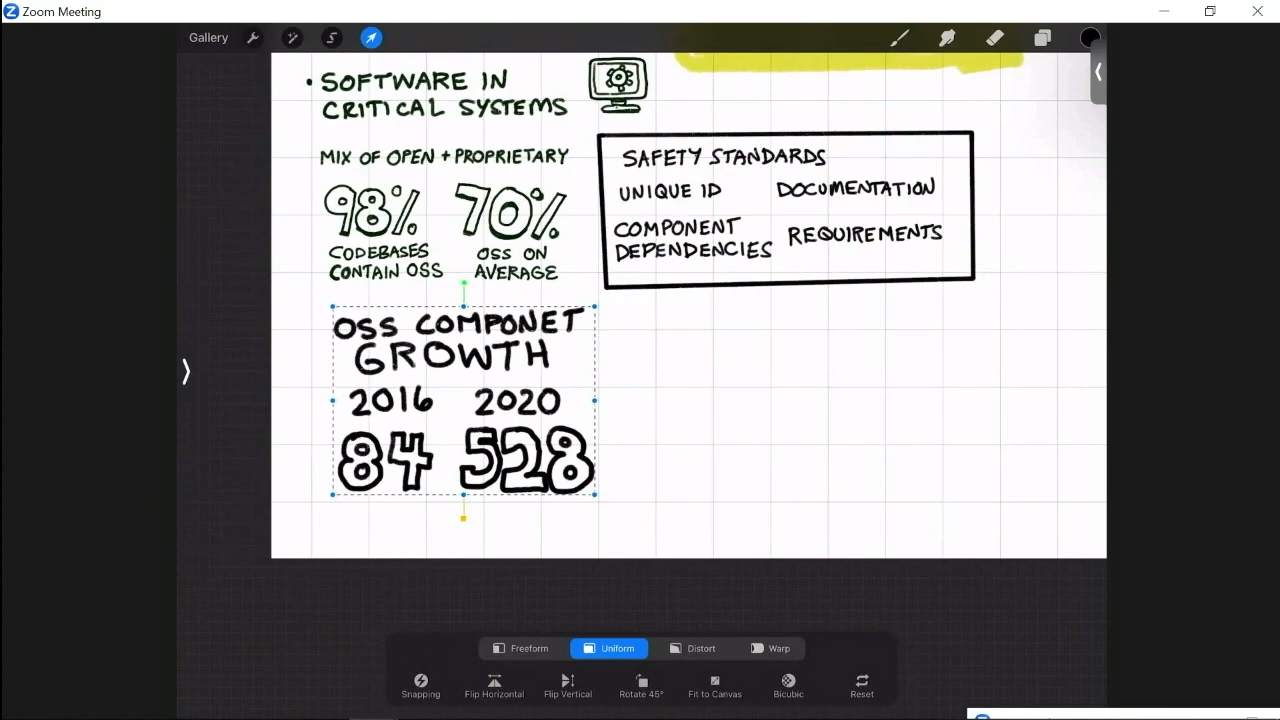 Zoom Meeting
Gallery
• SOFTWARE IN
CRITICAL SYSTEMS
MIX OF OPEN + PROPRIETARY
98% 70%
CODEBASES OSS ON
CONTAIN OSS AVERAGE
SAFETY STANDARDS
UNIQUE ID DOCUMENTATION
COMPONENT
DEPENDENCIES REQUIREMENTS
OSS COMPONET
GROWTH
2016 2020
84 528
Freeform Uniform Distort Warp
Snapping Flip Horizontal Flip Vertical Rotate 45° Fit to Canvas Bicubic Reset